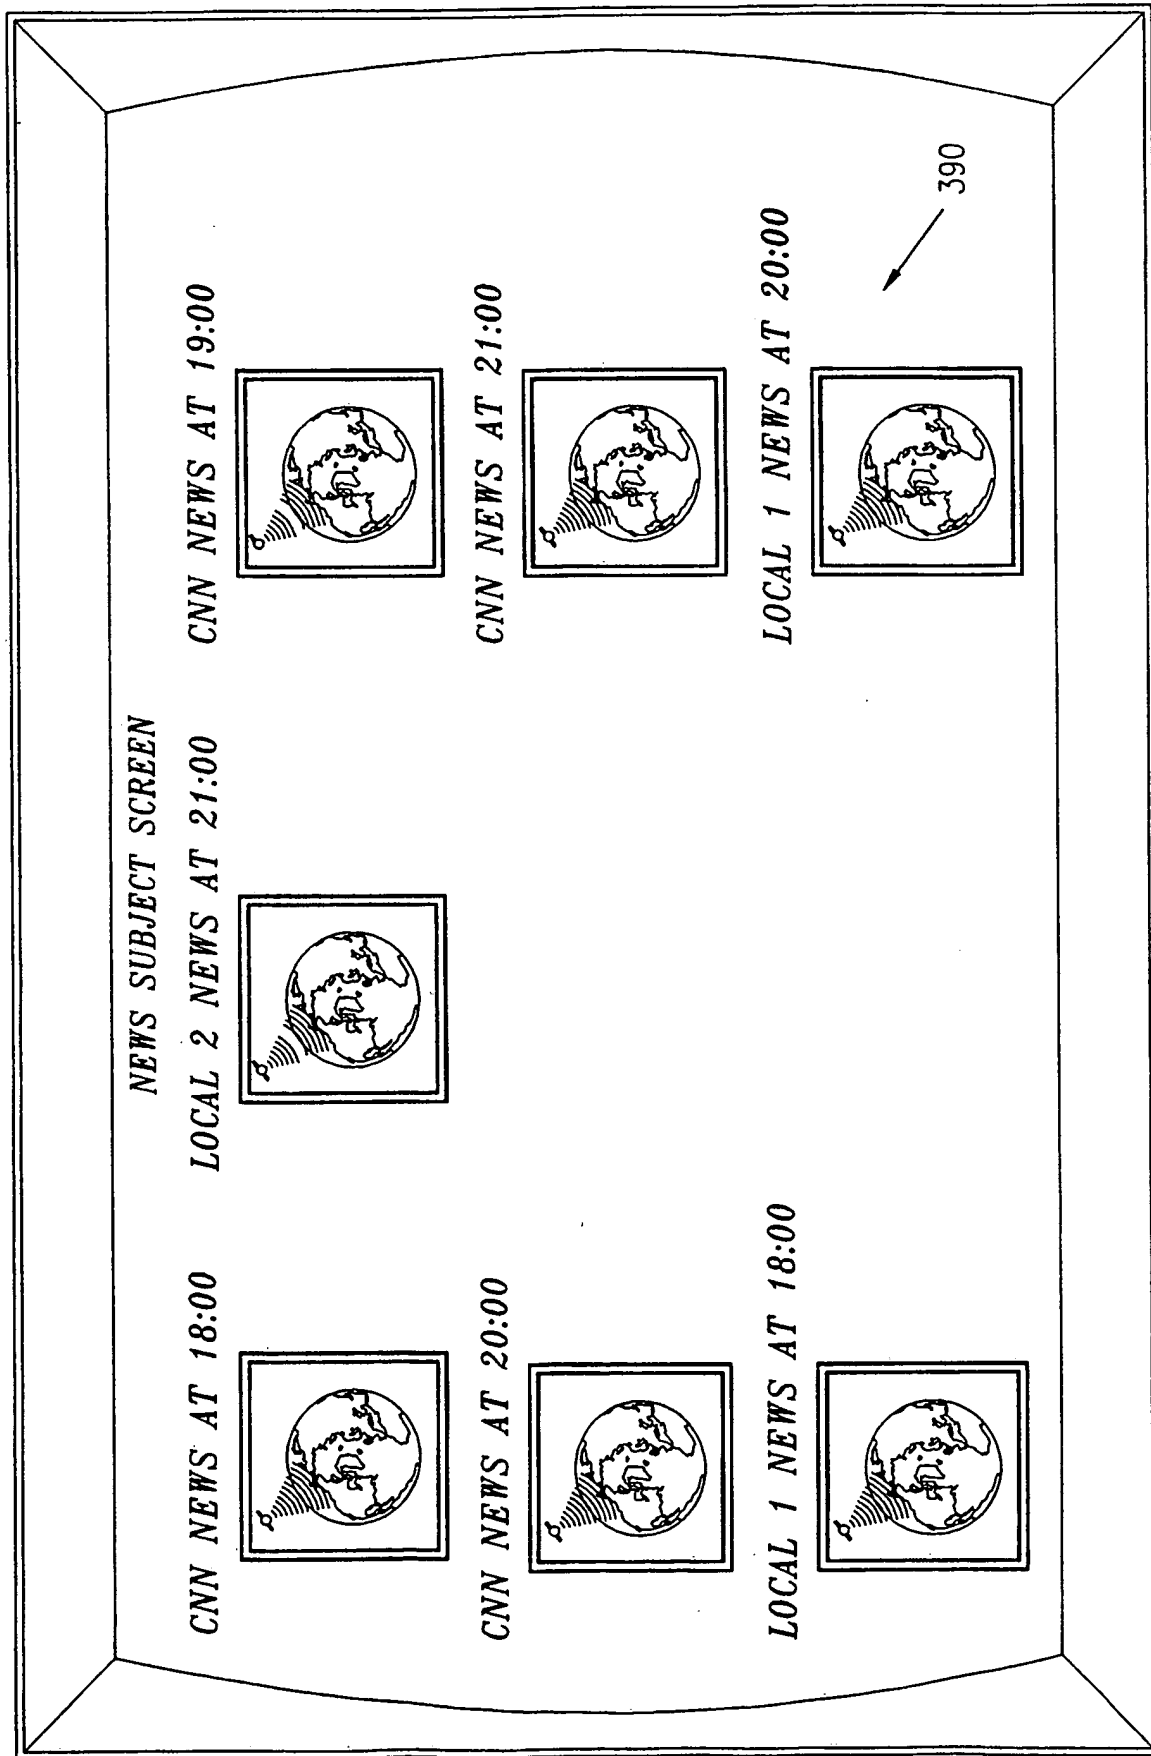 NEWS SUBJECT SCREEN
CNN NEWS AT 18:00
LOCAL 2 NEWS AT 21:00
CNN NEWS AT 19:00
CNN NEWS AT 20:00
CNN NEWS AT 21:00
LOCAL 1 NEWS AT 18:00
LOCAL 1 NEWS AT 20:00
390